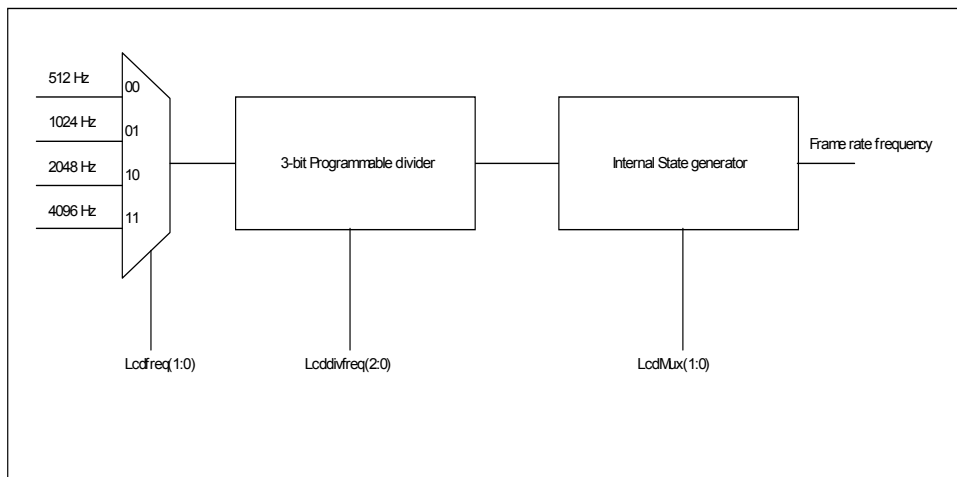 512 Hz
00
1024 Hz
01
2048 Hz
10
4096 Hz
11
3-bit Programmable divider
Internal State generator
Frame rate frequency
Lcdfreq(1:0)
Lcddivfreq(2:0)
LcdMux(1:0)